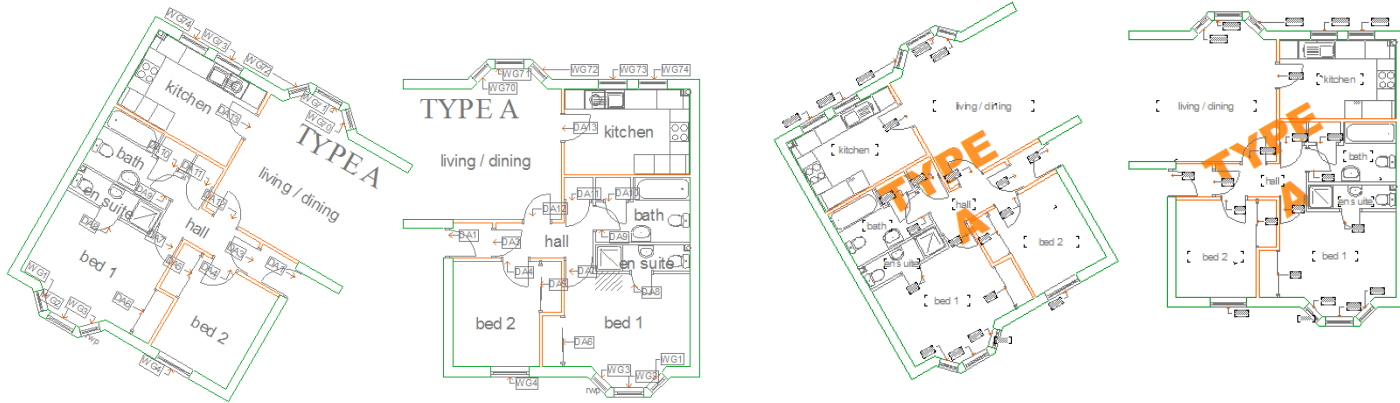 WG74
WG73
WG72
WG71
WG70
kitchen
DA13
TYPE A
bath
DA10
DA11
DA9
DA12
living / dining
en suite
DA8
DA7
hall
DA3
DA1
bed 1
DA5
DA4
WG1
WG2
WG3
DA6
bed 2
rwp
WG4
WG72
WG73
WG74
WG71
WG70
TYPE A
DA13
kitchen
living / dining
DA11
DA10
DA12
bath
DA1
DA3
hall
DA9
DA4
en suite
DA5
DA8
bed 2
bed 1
DA6
WG1
WG3
WG2
WG4
rwp
living / dining
kitchen
TYPE
A
hall
bath
en suite
bed 2
bed 1
kitchen
living / dining
TYPE
A
bath
hall
en suite
bed 2
bed 1